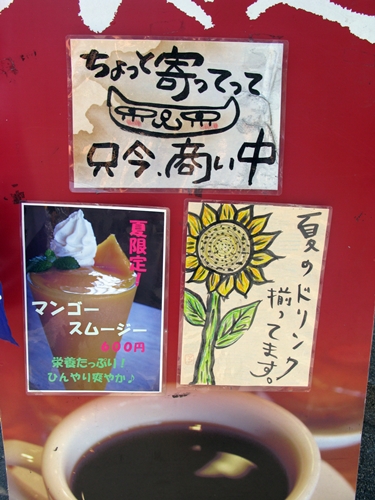 ちょっと寄ってって
只今、商い中
夏限定!
マンゴー
スムージー
600円
栄養たっぷり!
ひんやり爽やか♪
夏のドリンク
揃ってます。